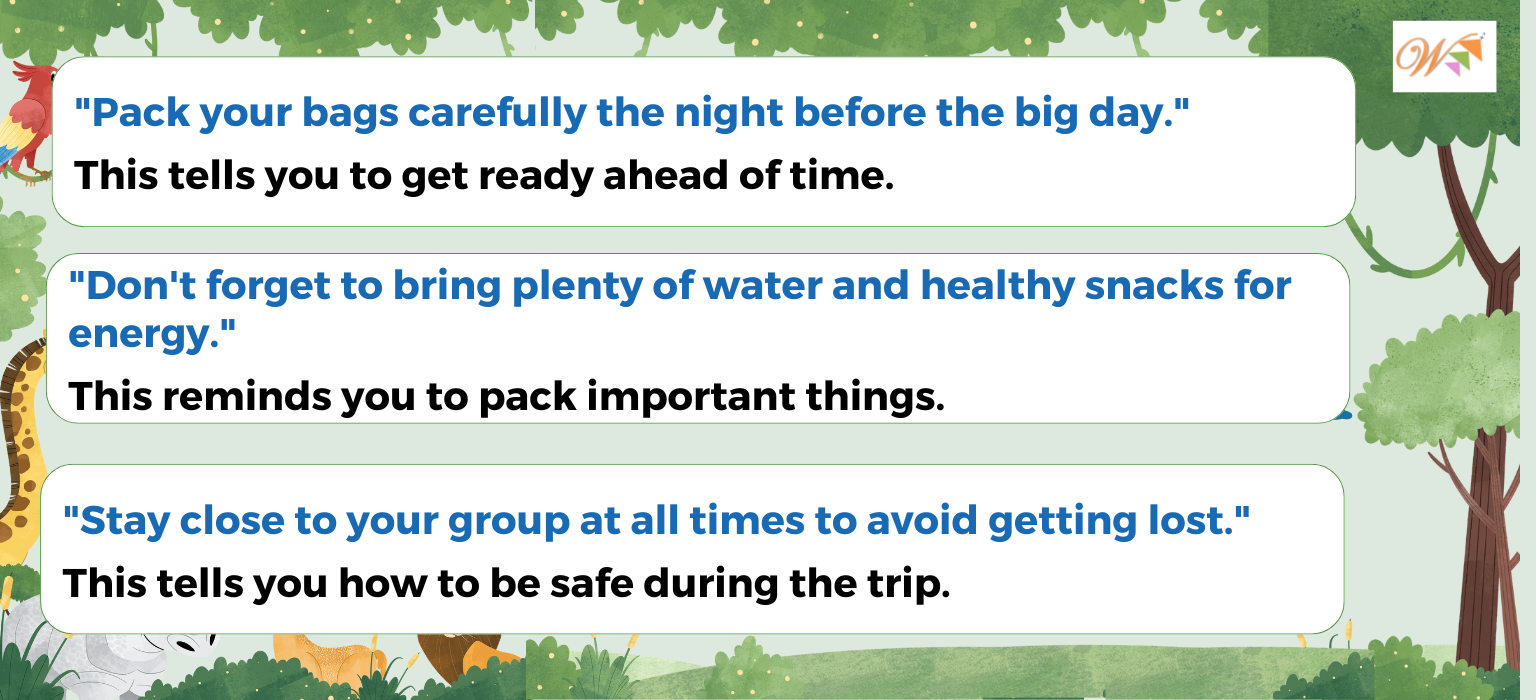 "Pack your bags carefully the night before the big day."
This tells you to get ready ahead of time.
"Don't forget to bring plenty of water and healthy snacks for
energy."
This reminds you to pack important things.
"Stay close to your group at all times to avoid getting lost."
This tells you how to be safe during the trip.
W